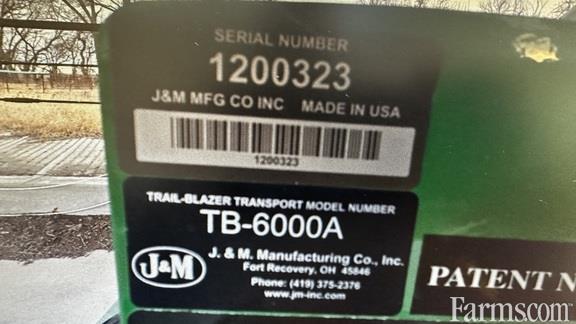 SERIAL NUMBER
1200323
J&M MFG CO INC MADE IN USA
1200323
TRAIL-BLAZER TRANSPORT MODEL NUMBER
TB-6000A
J&M
J. & M. Manufacturing Co., Inc.
Fort Recovery, OH 45846
Phone: (419) 375-2376
www.jm-inc.com
PATENT N
Farms.com